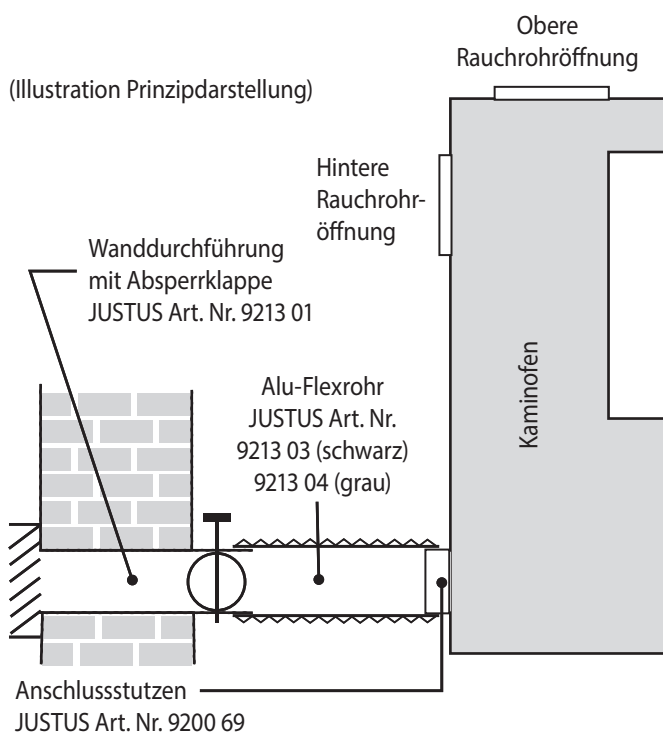 Obere
Rauchrohröffnung
(Illustration Prinzipdarstellung)
Hintere
Rauchrohr-
öffnung
Wanddurchführung
mit Absperrklappe
JUSTUS Art. Nr. 9213 01
Alu-Flexrohr
JUSTUS Art. Nr.
9213 03 (schwarz)
9213 04 (grau)
Kaminofen
Anschlussstutzen
JUSTUS Art. Nr. 9200 69